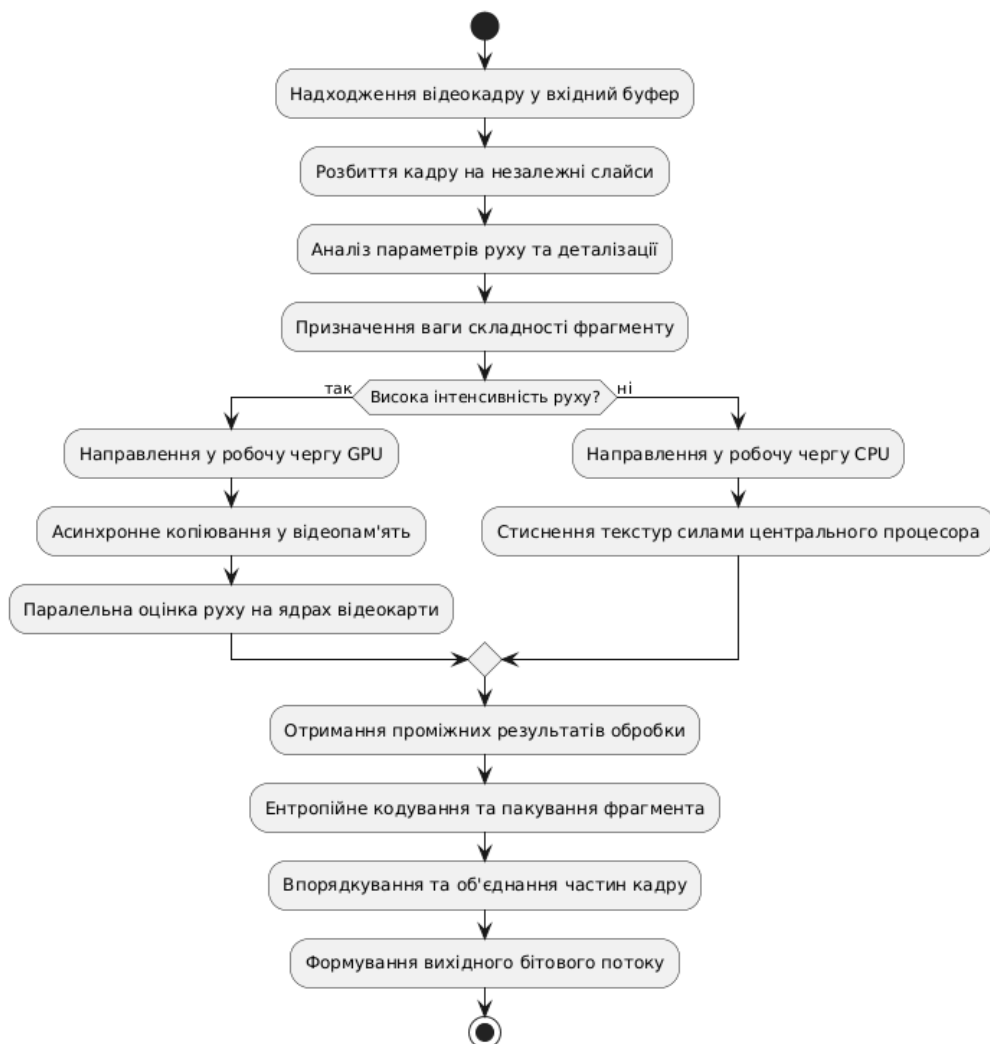 Надходження відеокадру у вхідний буфер
Розбиття кадру на незалежні слайси
Аналіз параметрів руху та деталізації
Призначення ваги складності фрагменту
так
Висока інтенсивність руху?
ні
Направлення у робочу чергу GPU
Направлення у робочу чергу CPU
Асинхронне копіювання у відеопам'ять
Стиснення текстур силами центрального процесора
Паралельна оцінка руху на ядрах відеокарти
Отримання проміжних результатів обробки
Ентропійне кодування та пакування фрагмента
Впорядкування та об'єднання частин кадру
Формування вихідного бітового потоку